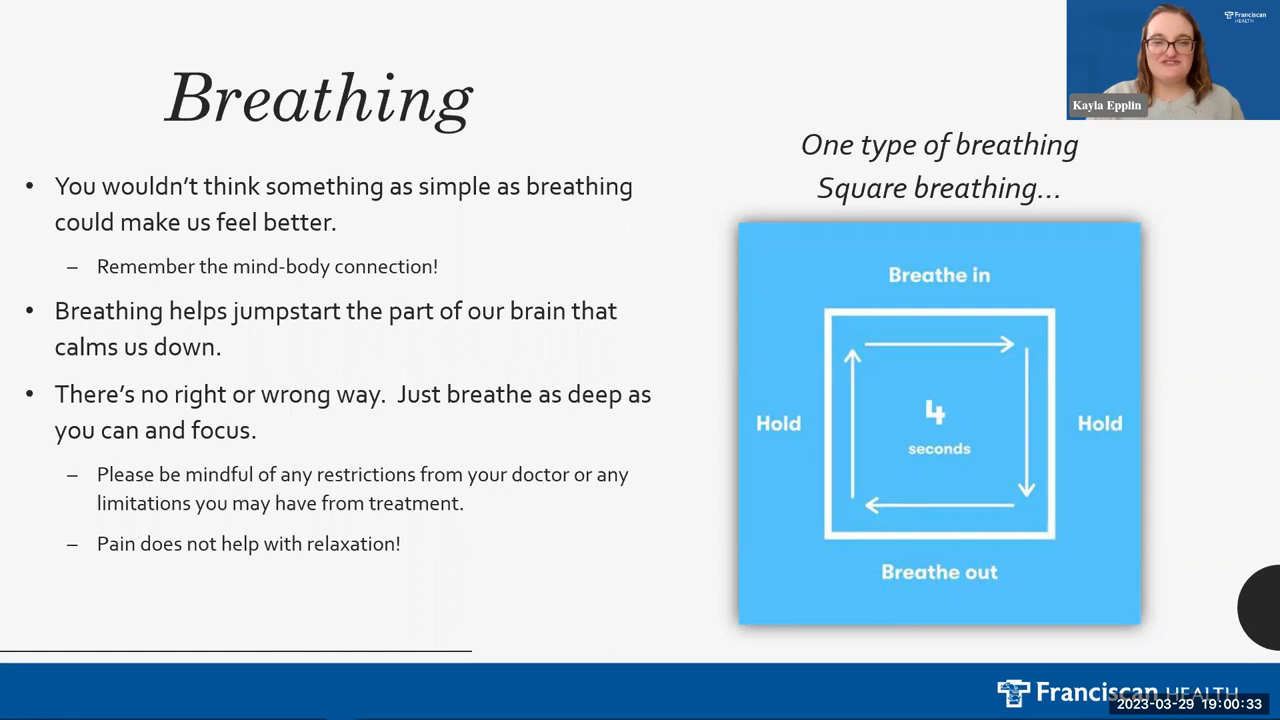 Franciscan
HEALTH
Kayla Epplin
Breathing
• You wouldn't think something as simple as breathing
could make us feel better.
– Remember the mind-body connection!
• Breathing helps jumpstart the part of our brain that
calms us down.
• There's no right or wrong way. Just breathe as deep as
you can and focus.
– Please be mindful of any restrictions from your doctor or any
limitations you may have from treatment.
– Pain does not help with relaxation!
One type of breathing
Square breathing...
Breathe in
Hold
4
seconds
Hold
Breathe out
Franciscan HEALTH
2023-03-29 19:00:33